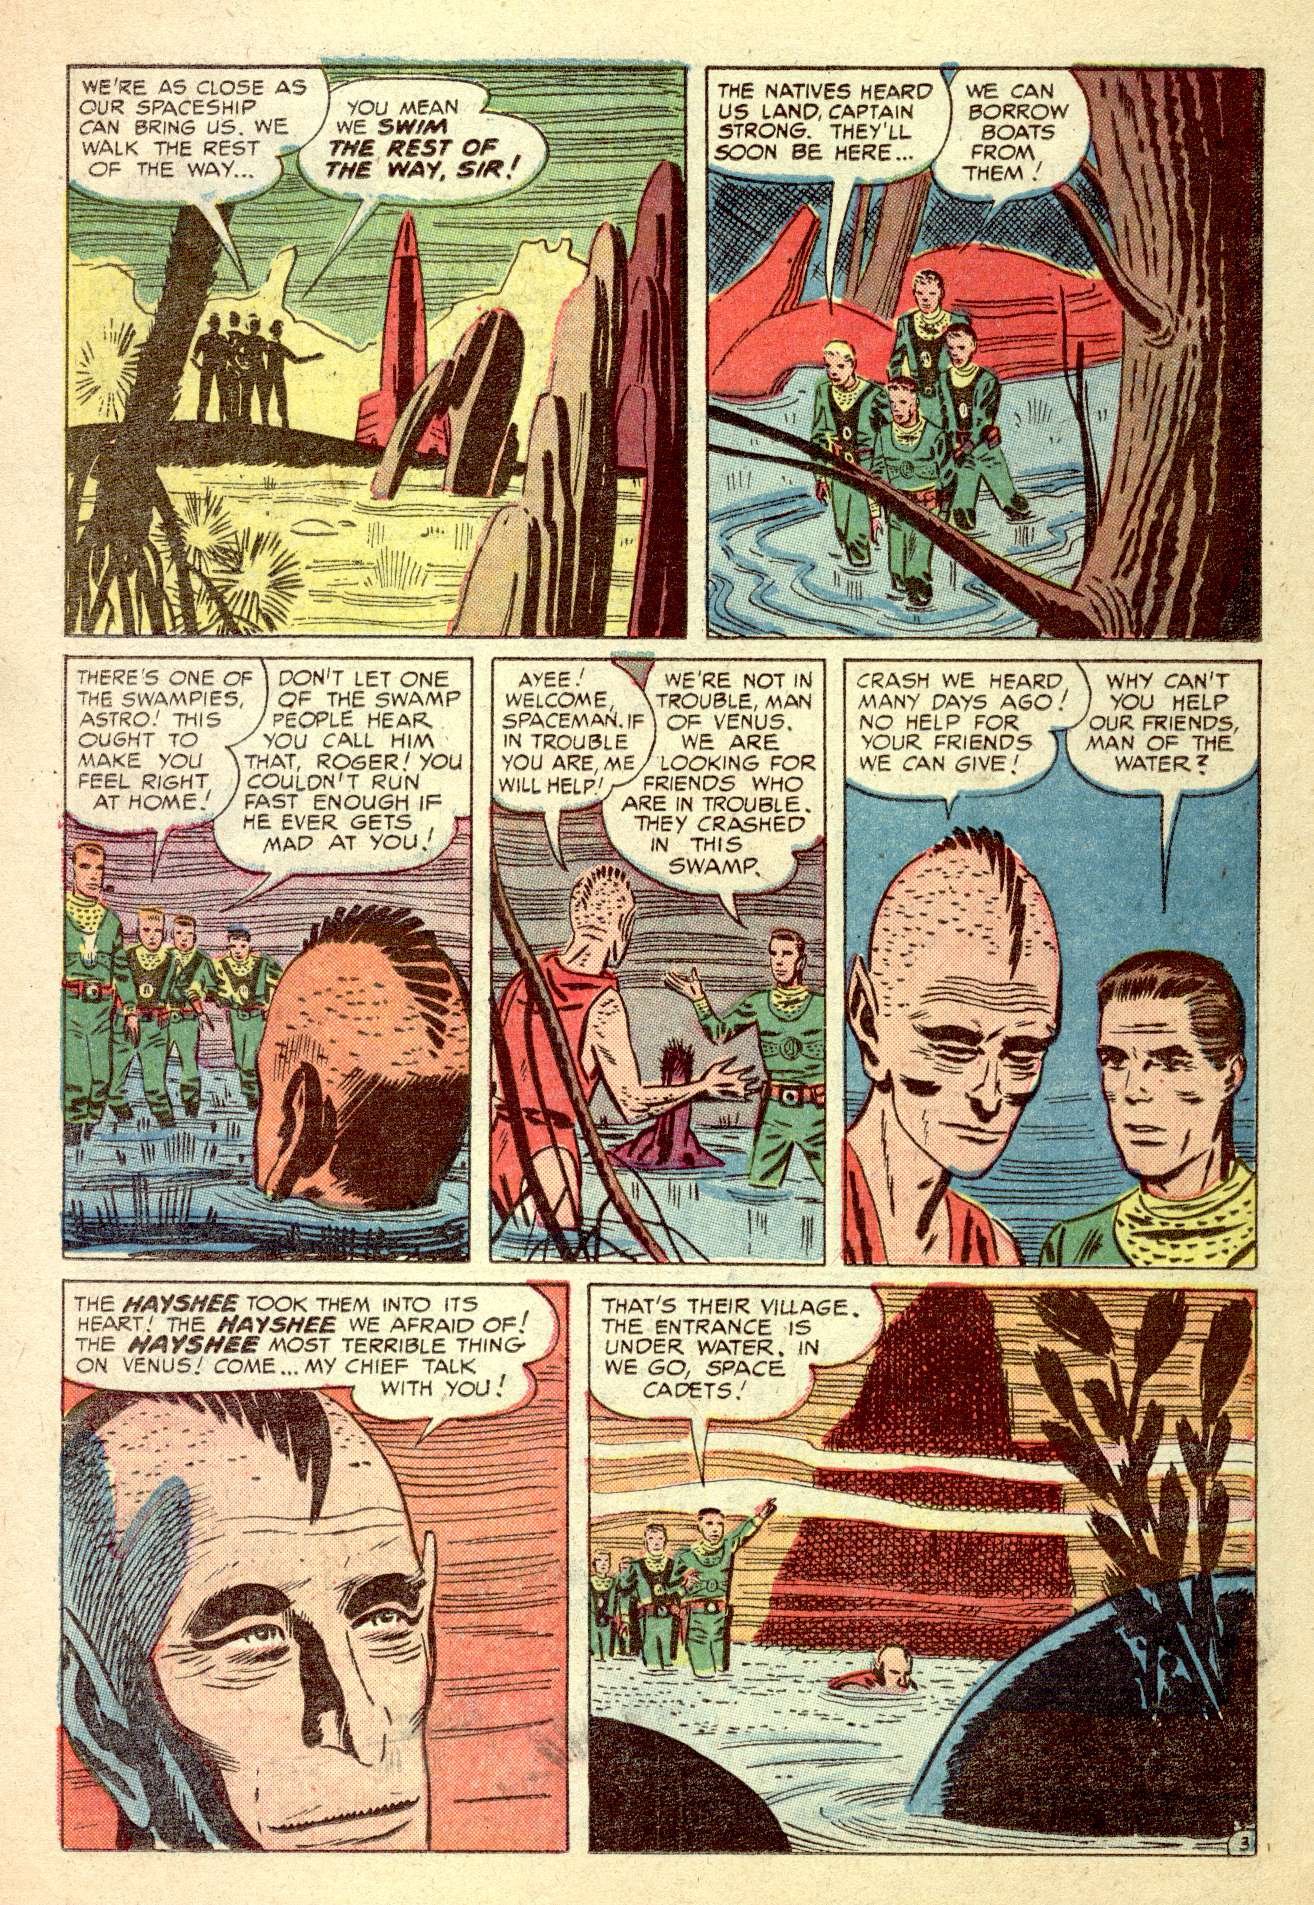 WE'RE AS CLOSE AS
OUR SPACESHIP
CAN BRING US. WE
WALK THE REST
OF THE WAY...
YOU MEAN
WE SWIM
THE REST OF
THE WAY, SIR!
THE NATIVES HEARD
US LAND, CAPTAIN
STRONG. THEY'LL
SOON BE HERE...
WE CAN
BORROW
BOATS
FROM
THEM!
THERE'S ONE OF
THE SWAMPIES,
ASTRO! THIS
OUGHT TO
MAKE YOU
FEEL RIGHT
AT HOME!
DON'T LET ONE
OF THE SWAMP
PEOPLE HEAR
YOU CALL HIM
THAT, ROGER! YOU
COULDN'T RUN
FAST ENOUGH IF
HE EVER GETS
MAD AT YOU!
AYEE!
WELCOME,
SPACEMAN. IF
IN TROUBLE
YOU ARE, ME
WILL HELP!
WE'RE NOT IN
TROUBLE, MAN
OF VENUS.
WE ARE
LOOKING FOR
FRIENDS WHO
ARE IN TROUBLE.
THEY CRASHED
IN THIS
SWAMP.
CRASH WE HEARD
MANY DAYS AGO!
NO HELP FOR
YOUR FRIENDS
WE CAN GIVE!
WHY CAN'T
YOU HELP
OUR FRIENDS,
MAN OF THE
WATER?
THE HAYSHEE TOOK THEM INTO ITS
HEART! THE HAYSHEE WE AFRAID OF!
THE HAYSHEE MOST TERRIBLE THING
ON VENUS! COME... MY CHIEF TALK
WITH YOU!
THAT'S THEIR VILLAGE.
THE ENTRANCE IS
UNDER WATER. IN
WE GO, SPACE
CADETS!
3